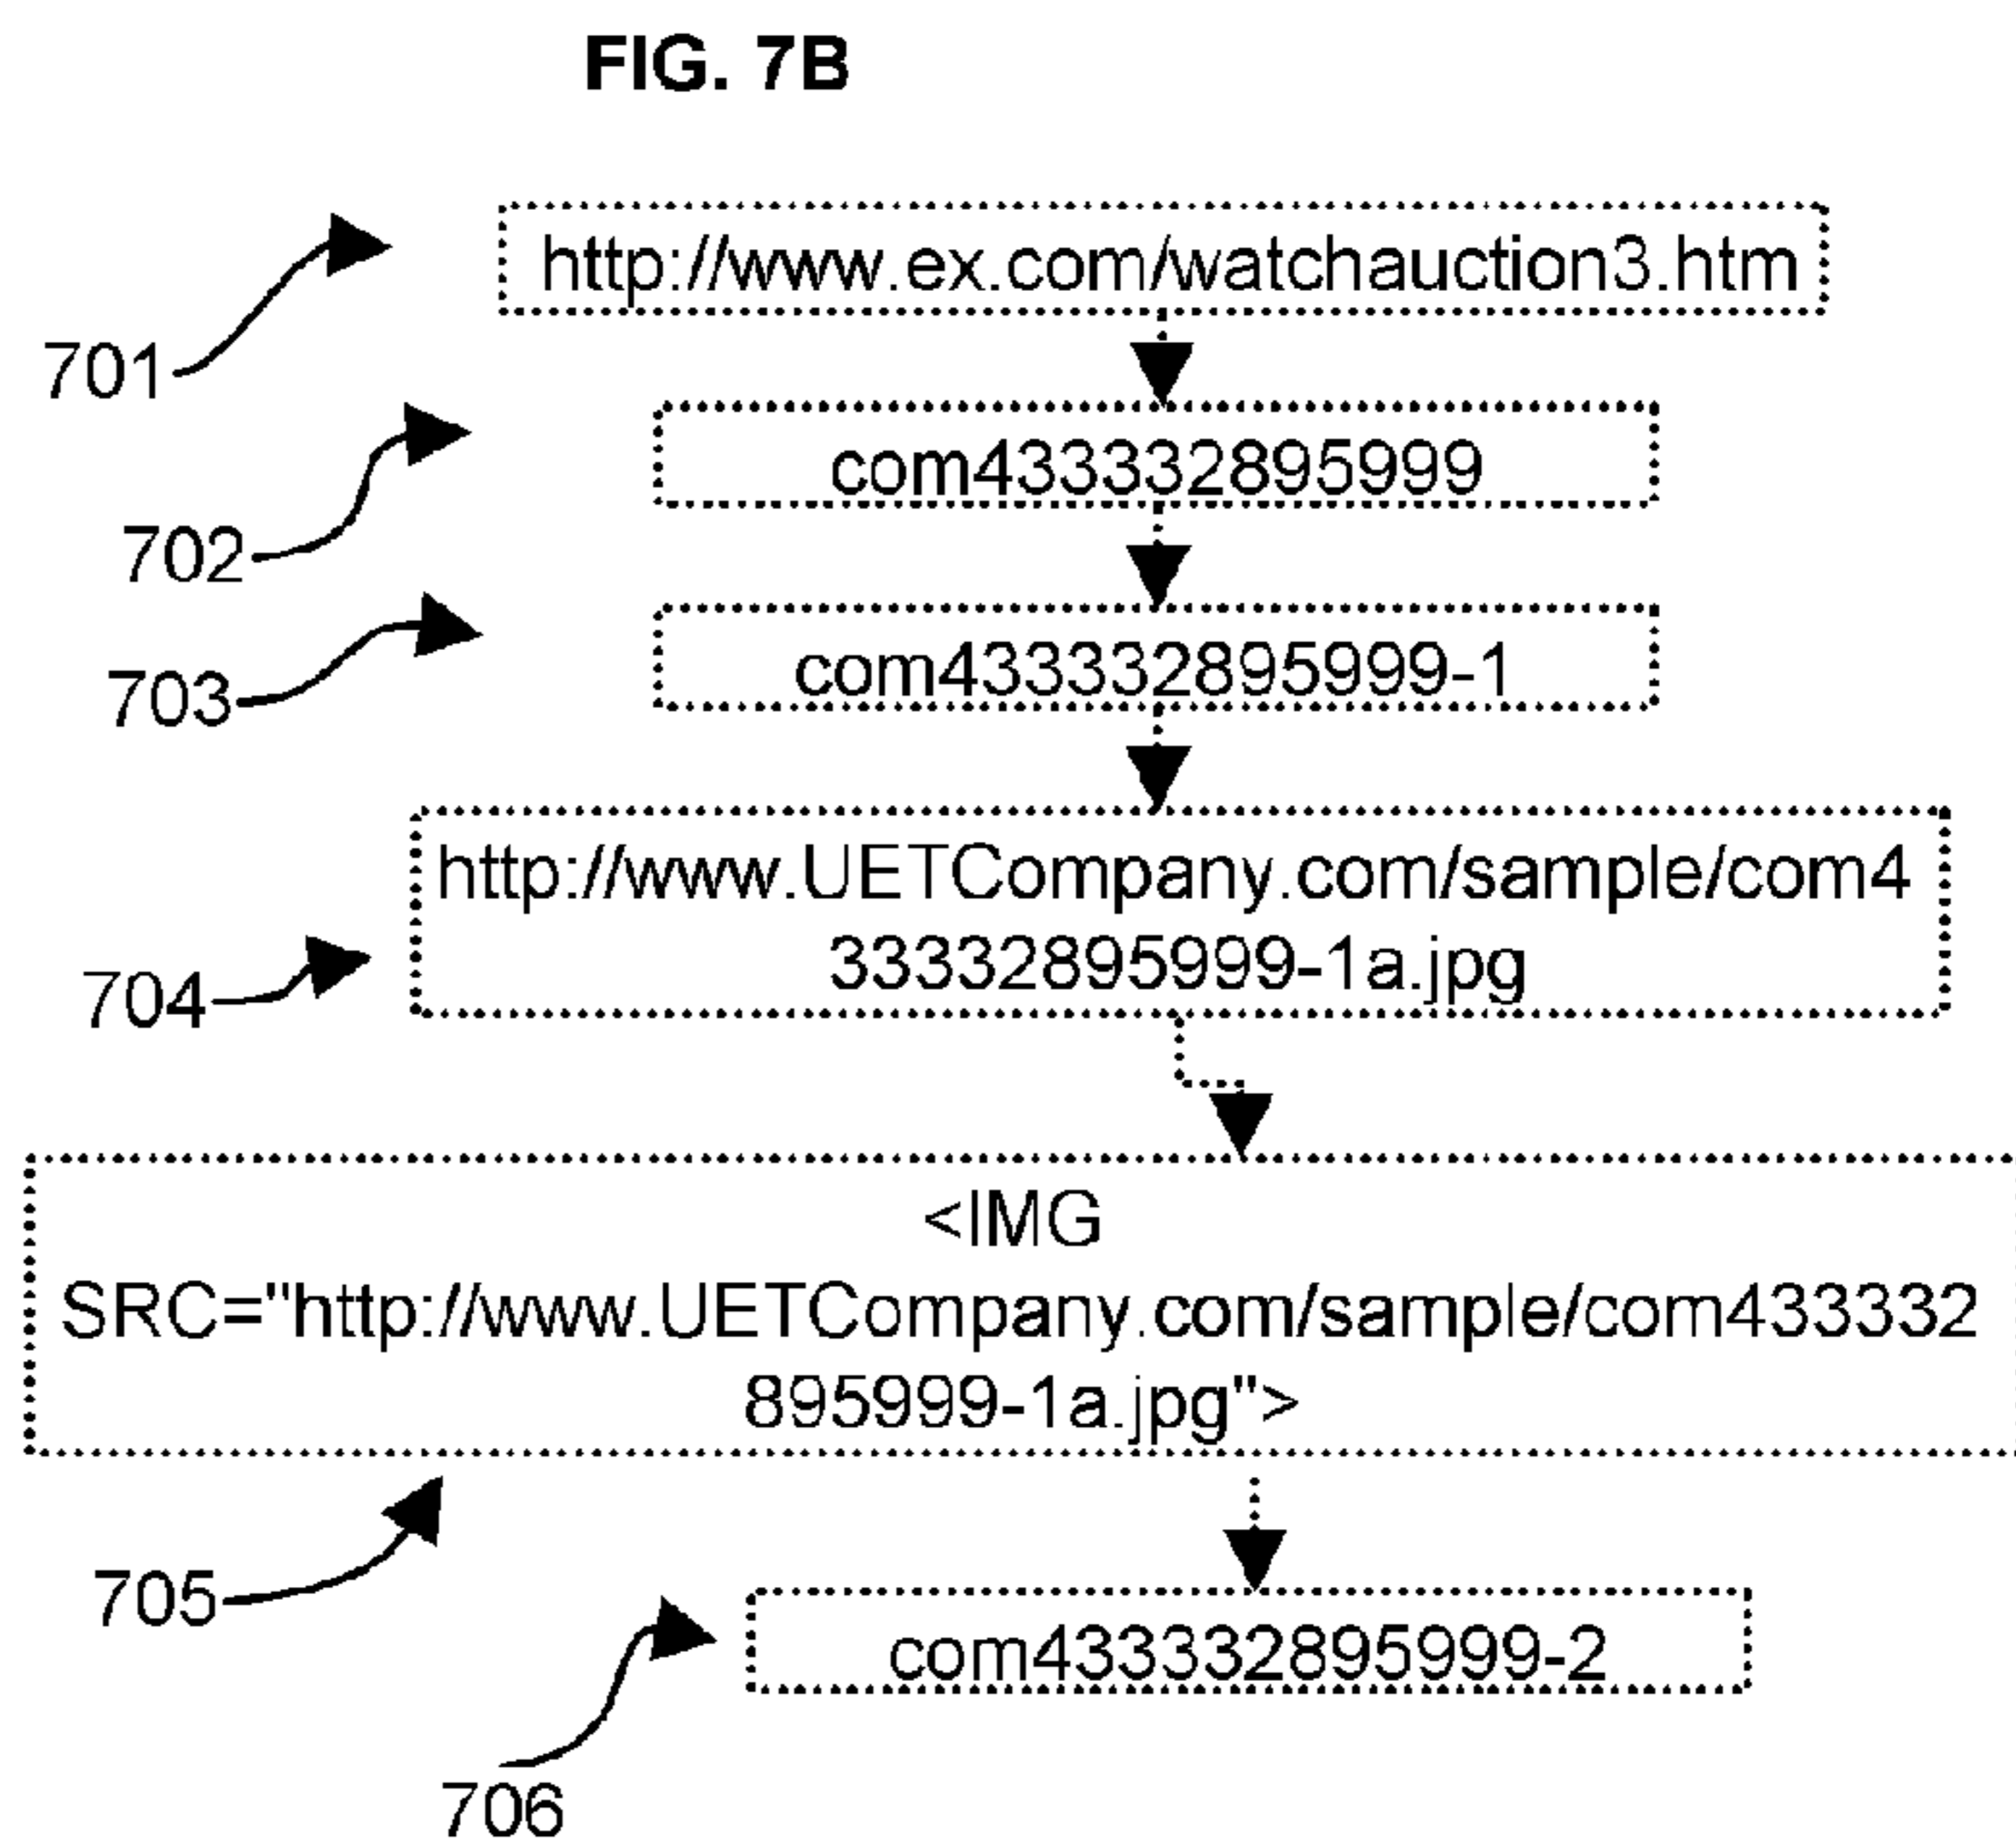 FIG. 7B
701
http://www.ex.com/watchauction3.htm
702
com433332895999
703
com433332895999-1
704
http://www.UETCompany.com/sample/com4
33332895999-1a.jpg
<IMG
SRC="http://www.UETCompany.com/sample/com433332
895999-1a.jpg">
705
706
com433332895999-2